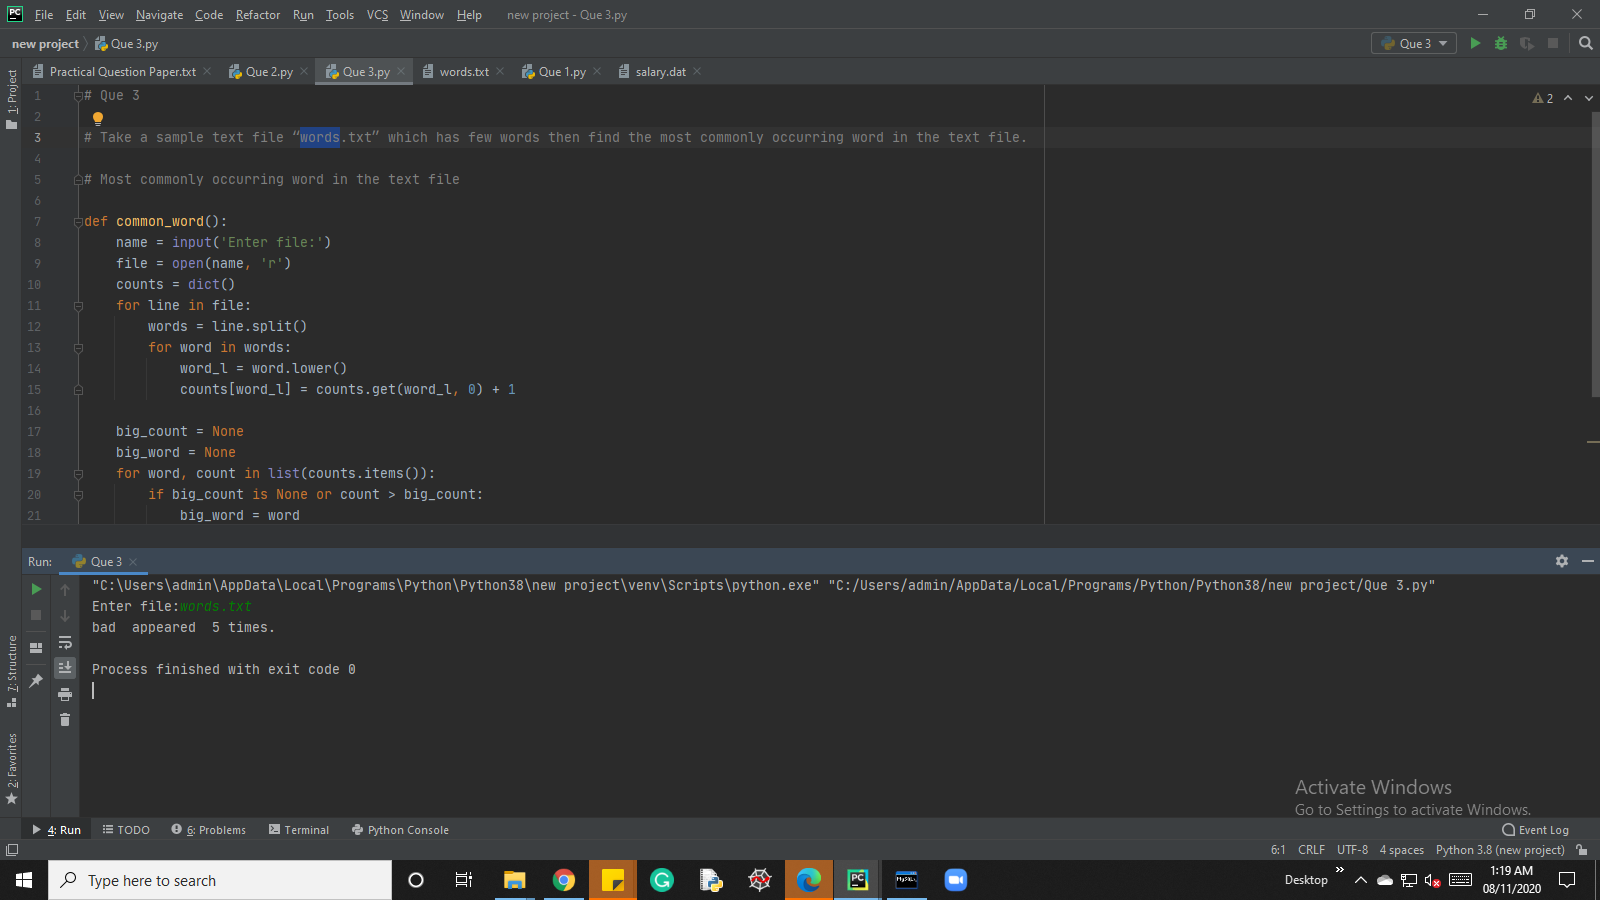 PC File Edit View Navigate Code Refactor Run Tools VCS Window Help new project - Que 3.py
new project Que 3.py Que 3
Practical Question Paper.txt Que 2.py Que 3.py words.txt Que 1.py salary.dat
1: Project
1 # Que 3
2
2
3 # Take a sample text file “words.txt” which has few words then find the most commonly occurring word in the text file.
4
5 # Most commonly occurring word in the text file
6
7 def common_word():
8 name = input('Enter file:')
9 file = open(name, 'r')
10 counts = dict()
11 for line in file:
12 words = line.split()
13 for word in words:
14 word_l = word.lower()
15 counts[word_l] = counts.get(word_l, 0) + 1
16
17 big_count = None
18 big_word = None
19 for word, count in list(counts.items()):
20 if big_count is None or count > big_count:
21 big_word = word
Run: Que 3
"C:\Users\admin\AppData\Local\Programs\Python\Python38\new project\venv\Scripts\python.exe" "C:/Users/admin/AppData/Local/Programs/Python/Python38/new project/Que 3.py"
Enter file:words.txt
bad  appeared  5 times.
Process finished with exit code 0
7: Structure
2: Favorites
Activate Windows
Go to Settings to activate Windows.
4: Run TODO 6: Problems Terminal Python Console Event Log
6:1 CRLF UTF-8 4 spaces Python 3.8 (new project)
Type here to search
PC
MySQL
Desktop
1:19 AM
08/11/2020